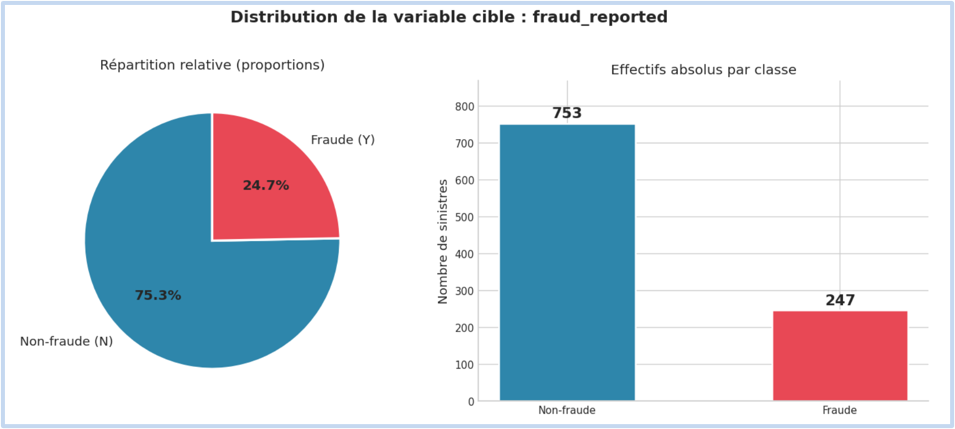 Distribution de la variable cible : fraud_reported
Répartition relative (proportions)
Fraude (Y)
24.7%
75.3%
Non-fraude (N)
Effectifs absolus par classe
Nombre de sinistres
800
700
600
500
400
300
200
100
0
753
247
Non-fraude
Fraude